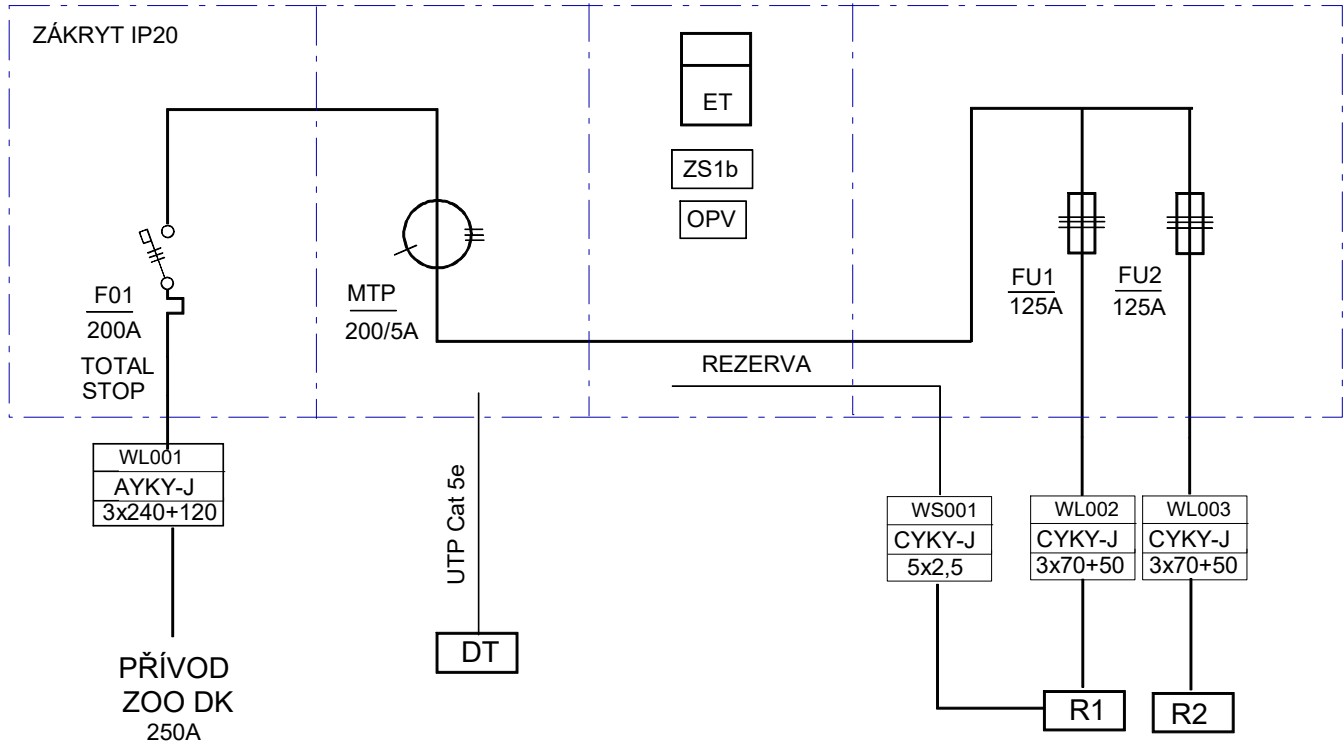 ZÁKRYT IP20
ET
ZS1b
OPV
F01
200A
TOTAL
STOP
MTP
200/5A
REZERVA
FU1
125A
FU2
125A
WL001
AYKY-J
3x240+120
PŘÍVOD
ZOO DK
250A
UTP Cat 5e
DT
WS001
CYKY-J
5x2,5
WL002
CYKY-J
3x70+50
WL003
CYKY-J
3x70+50
R1
R2